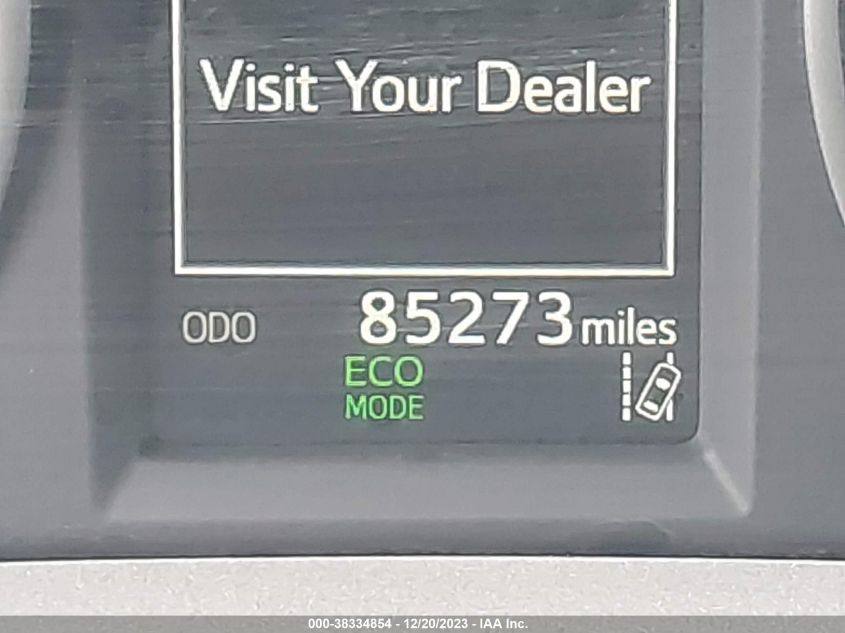 Visit Your Dealer
ODO 85273 miles
ECO
MODE
000-38334854 - 12/20/2023 - IAA Inc.